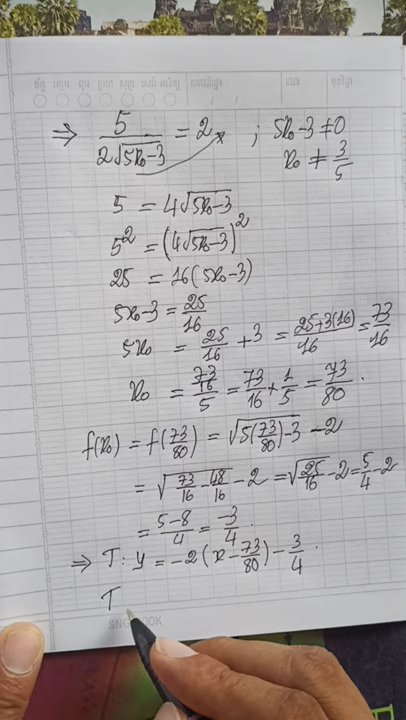 ⇒ 5/(2√(5x₀-3)) = 2 ; 5x₀-3 ≠ 0
x₀ ≠ 3/5
5 = 4√(5x₀-3)
5² = (4√(5x₀-3))²
25 = 16(5x₀-3)
5x₀-3 = 25/16
5x₀ = 25/16 + 3 = (25+3(16))/16 = 73/16
x₀ = (73/16)/5 = 73/16 × 1/5 = 73/80.
f(x₀) = f(73/80) = √(5(73/80)-3) - 2
= √(73/16 - 48/16) - 2 = √(25/16) - 2 = 5/4 - 2
= (5-8)/4 = -3/4.
⇒ T: y = -2(x - 73/80) - 3/4.
T